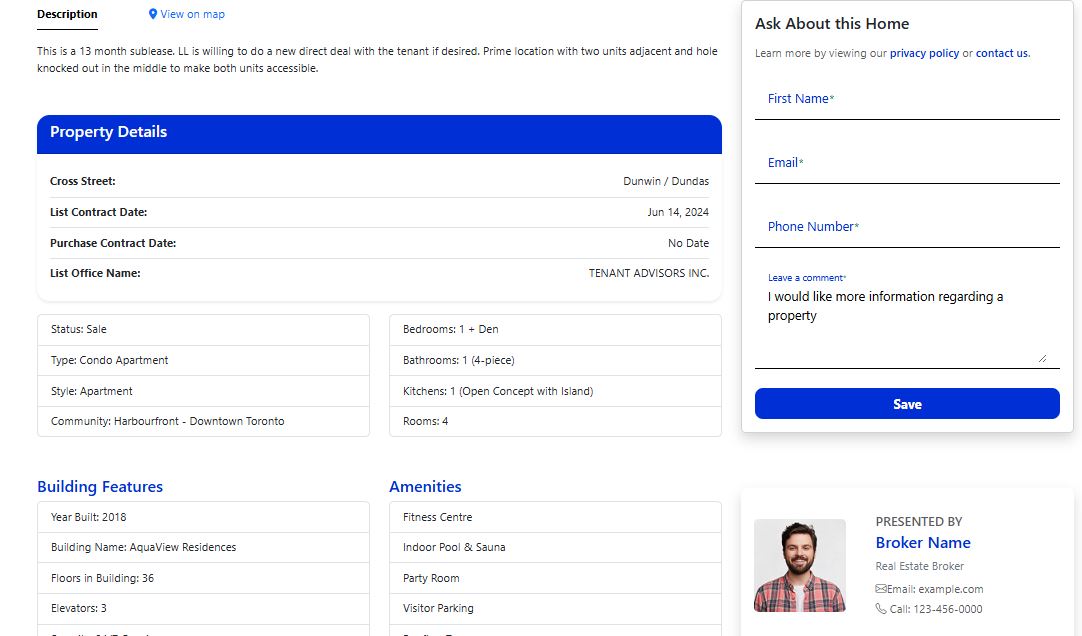 Description
View on map
This is a 13 month sublease. LL is willing to do a new direct deal with the tenant if desired. Prime location with two units adjacent and hole
knocked out in the middle to make both units accessible.
Property Details
Cross Street: Dunwin / Dundas
List Contract Date: Jun 14, 2024
Purchase Contract Date: No Date
List Office Name: TENANT ADVISORS INC.
Status: Sale
Type: Condo Apartment
Style: Apartment
Community: Harbourfront - Downtown Toronto
Bedrooms: 1 + Den
Bathrooms: 1 (4-piece)
Kitchens: 1 (Open Concept with Island)
Rooms: 4
Building Features
Year Built: 2018
Building Name: AquaView Residences
Floors in Building: 36
Elevators: 3
Amenities
Fitness Centre
Indoor Pool & Sauna
Party Room
Visitor Parking
Ask About this Home
Learn more by viewing our privacy policy or contact us.
First Name*
Email*
Phone Number*
Leave a comment*
I would like more information regarding a
property
Save
PRESENTED BY
Broker Name
Real Estate Broker
Email: example.com
Call: 123-456-0000